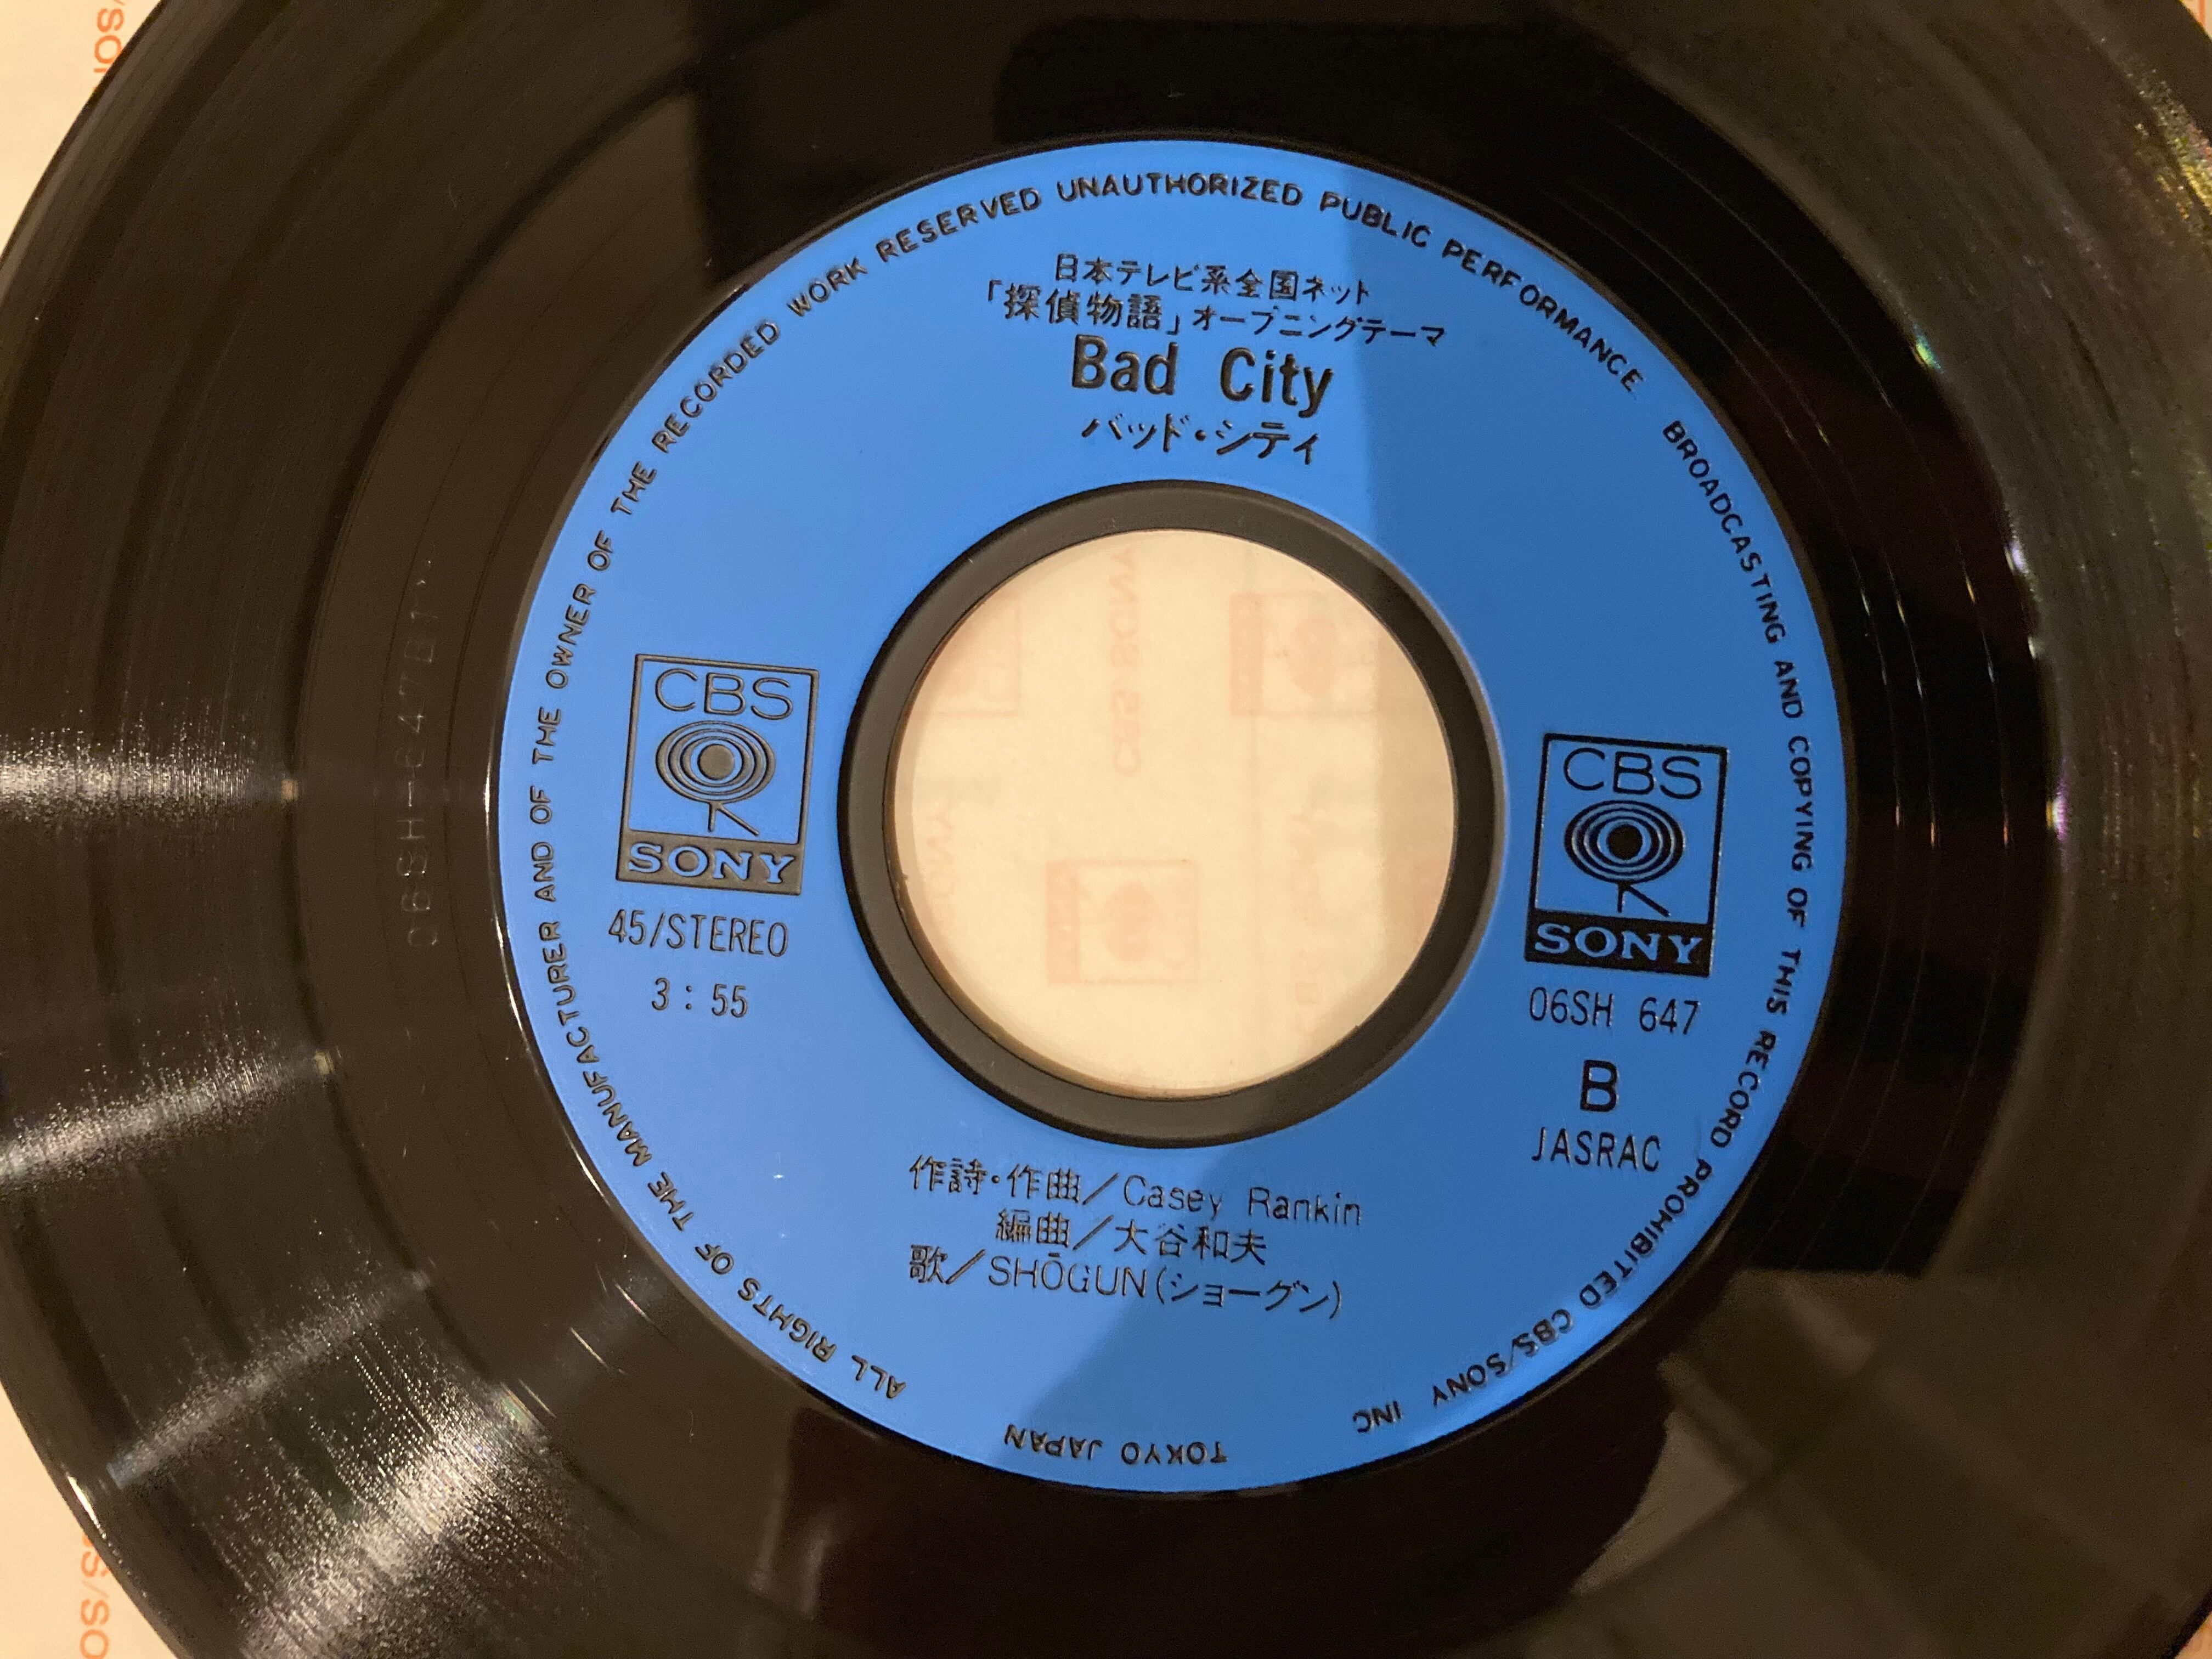 ALL RIGHTS OF THE MANUFACTURER AND OF THE OWNER OF THE RECORDED WORK RESERVED UNAUTHORIZED PUBLIC PERFORMANCE BROADCASTING AND COPYING OF THIS RECORD PROHIBITED CBS/SONY INC TOKYO JAPAN
日本テレビ系全国ネット
「探偵物語」オープニングテーマ
Bad City
バッド・シティ
CBS
SONY
45/STEREO
3:55
CBS
SONY
06SH 647
B
JASRAC
作詩・作曲／Casey Rankin
編曲／大谷和夫
歌／SHŌGUN(ショーグン)
06SH-647B1
CBS SONY